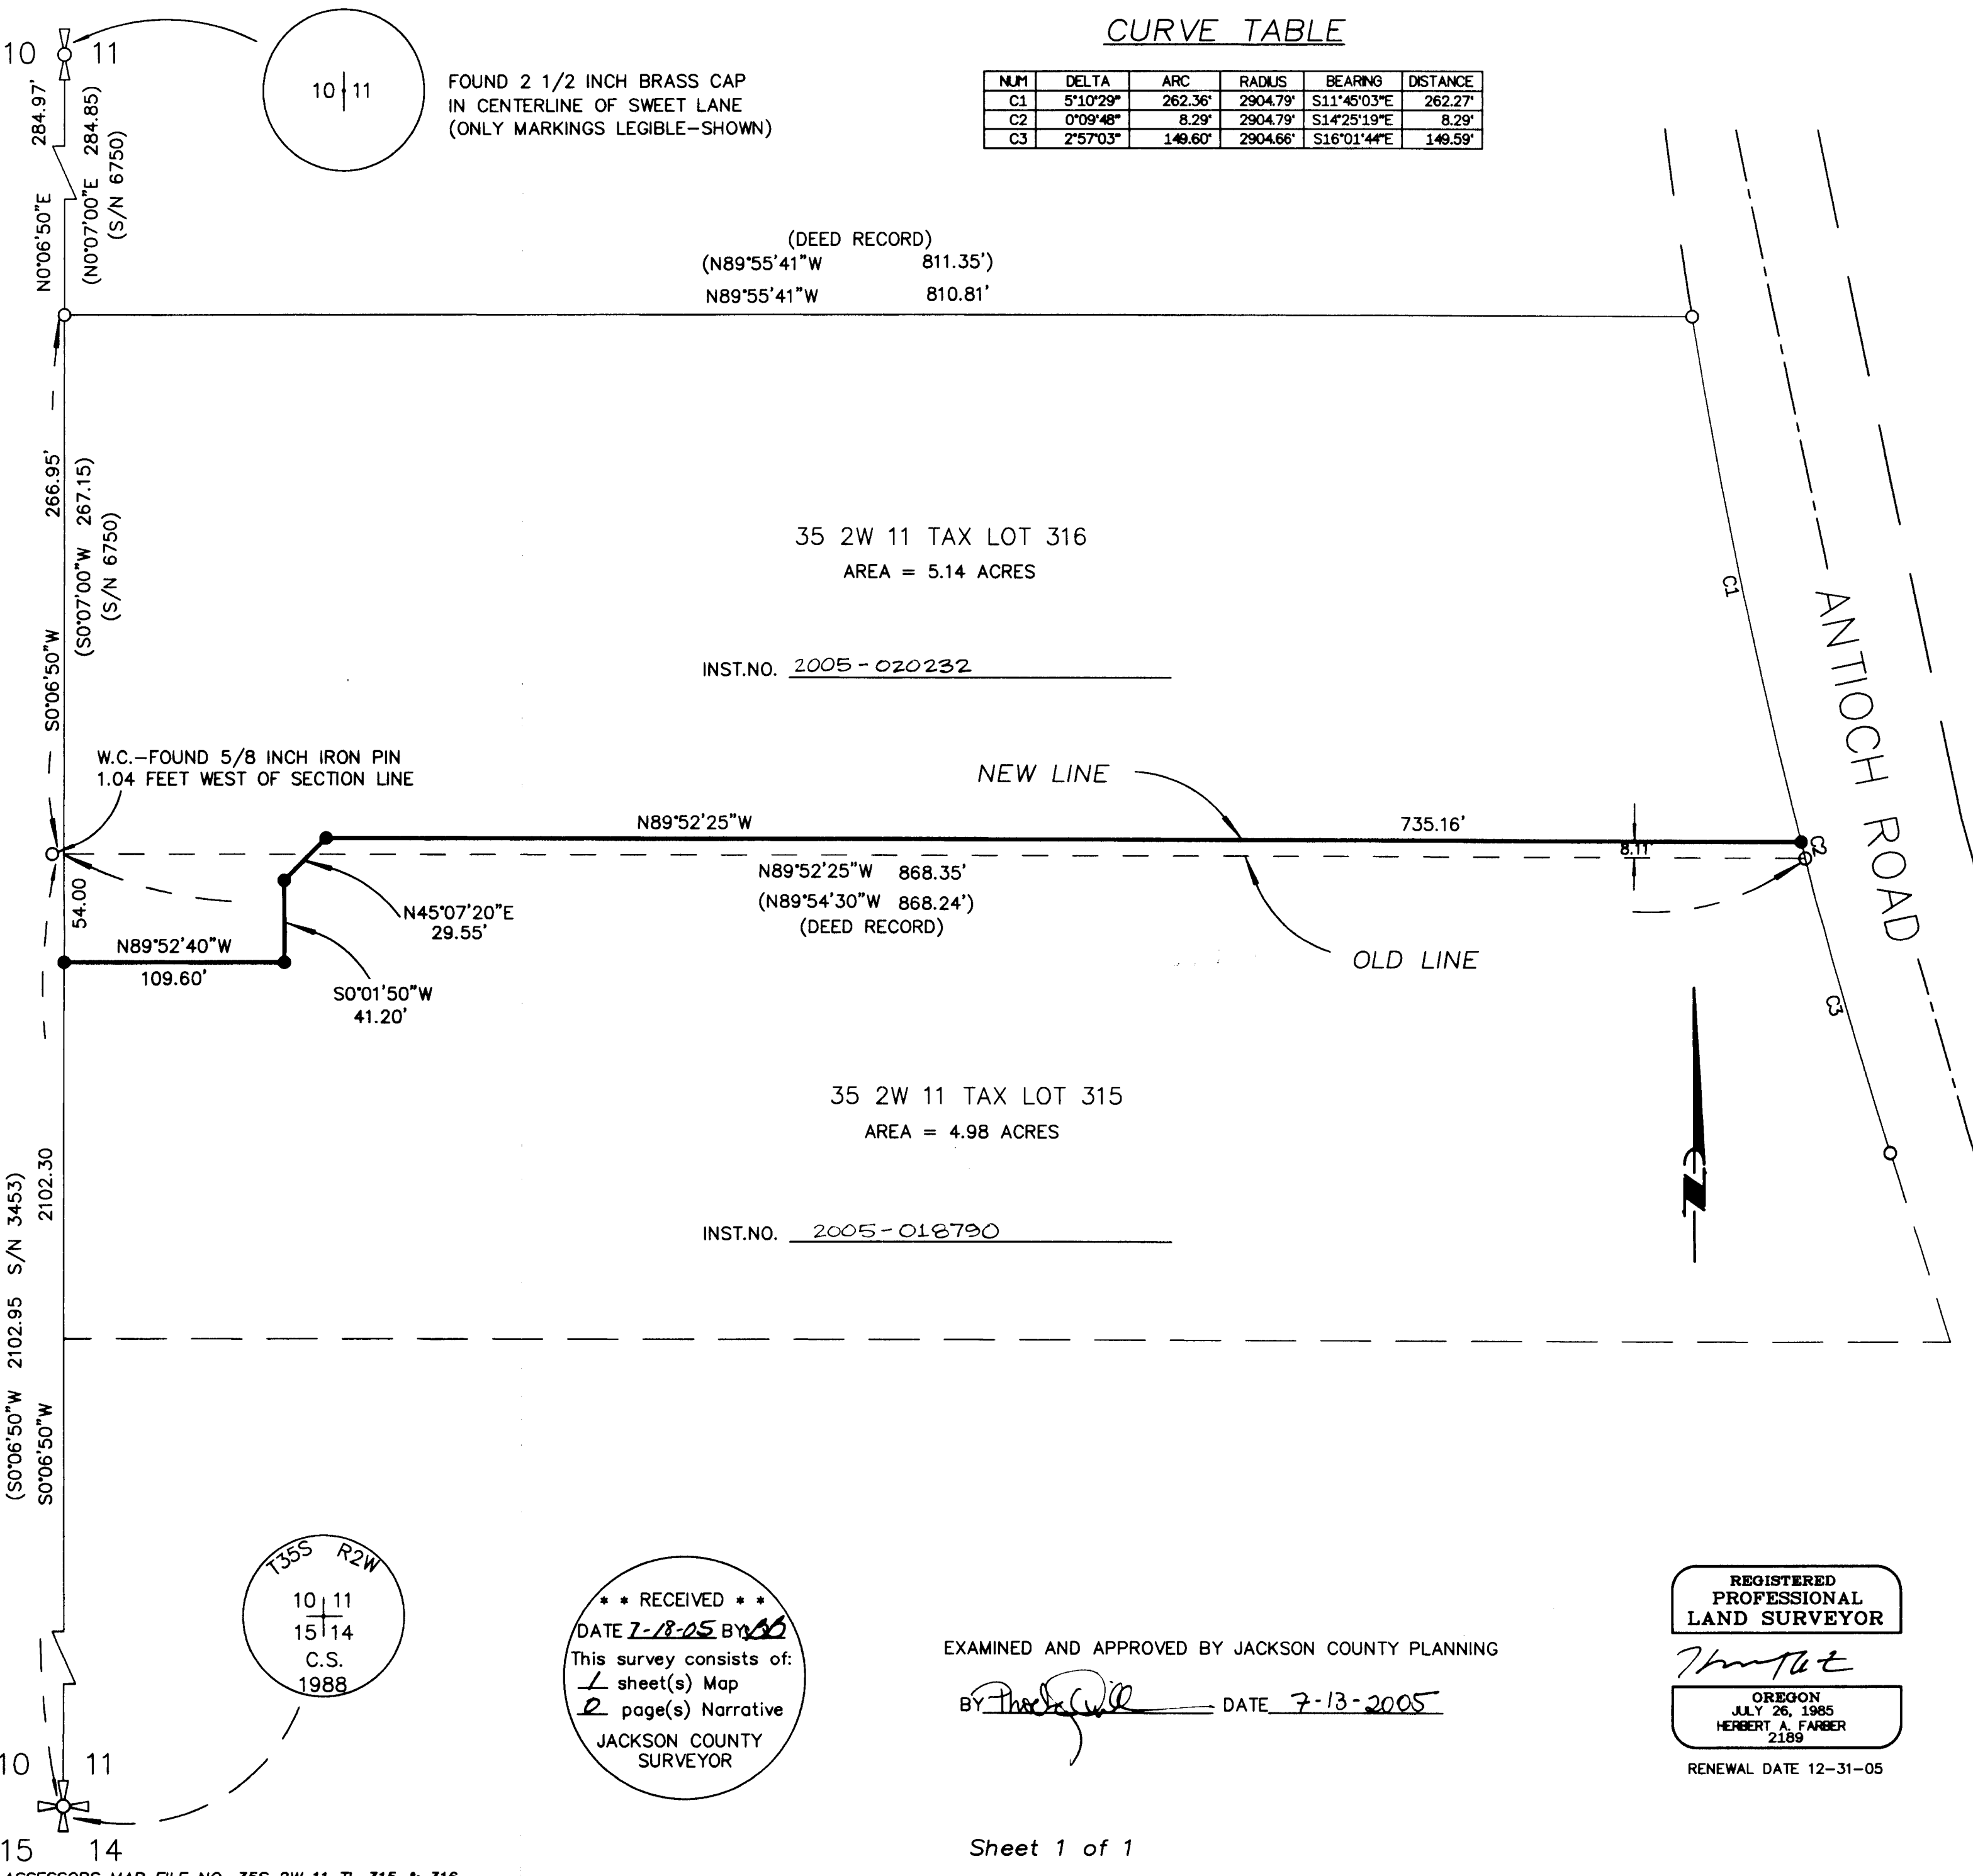 CURVE TABLE
NUM DELTA ARC RADIUS BEARING DISTANCE
C1 5°10'29" 262.36' 2904.79' S11°45'03"E 262.27'
C2 0°09'48" 8.29' 2904.79' S14°25'19"E 8.29'
C3 2°57'03" 149.60' 2904.66' S16°01'44"E 149.59'
10 11
10 11
FOUND 2 1/2 INCH BRASS CAP
IN CENTERLINE OF SWEET LANE
(ONLY MARKINGS LEGIBLE-SHOWN)
N0°06'50"E 284.97'
(N0°07'00"E 284.85)
(S/N 6750)
(DEED RECORD)
(N89°55'41"W 811.35')
N89°55'41"W 810.81'
S0°06'50"W 266.95'
(S0°07'00"W 267.15)
(S/N 6750)
35 2W 11 TAX LOT 316
AREA = 5.14 ACRES
INST.NO. 2005-020232
C1
ANTIOCH ROAD
W.C.-FOUND 5/8 INCH IRON PIN
1.04 FEET WEST OF SECTION LINE
NEW LINE
N89°52'25"W 735.16'
8.11'
C2
N89°52'25"W 868.35'
(N89°54'30"W 868.24')
(DEED RECORD)
OLD LINE
54.00
N45°07'20"E
29.55'
N89°52'40"W
109.60'
S0°01'50"W
41.20'
C3
35 2W 11 TAX LOT 315
AREA = 4.98 ACRES
INST.NO. 2005-018790
N
(S0°06'50"W 2102.95 S/N 3453)
S0°06'50"W 2102.30
T35S R2W
10 11
15 14
C.S.
1988
* * RECEIVED * *
DATE 7-18-05 BY
This survey consists of:
1 sheet(s) Map
0 page(s) Narrative
JACKSON COUNTY
SURVEYOR
EXAMINED AND APPROVED BY JACKSON COUNTY PLANNING
BY DATE 7-13-2005
REGISTERED
PROFESSIONAL
LAND SURVEYOR
OREGON
JULY 26, 1985
HERBERT A. FARBER
2189
RENEWAL DATE 12-31-05
10 11
15 14
Sheet 1 of 1
ASSESSORS MAP FILE NO. 35S 2W 11 TL 315 & 316